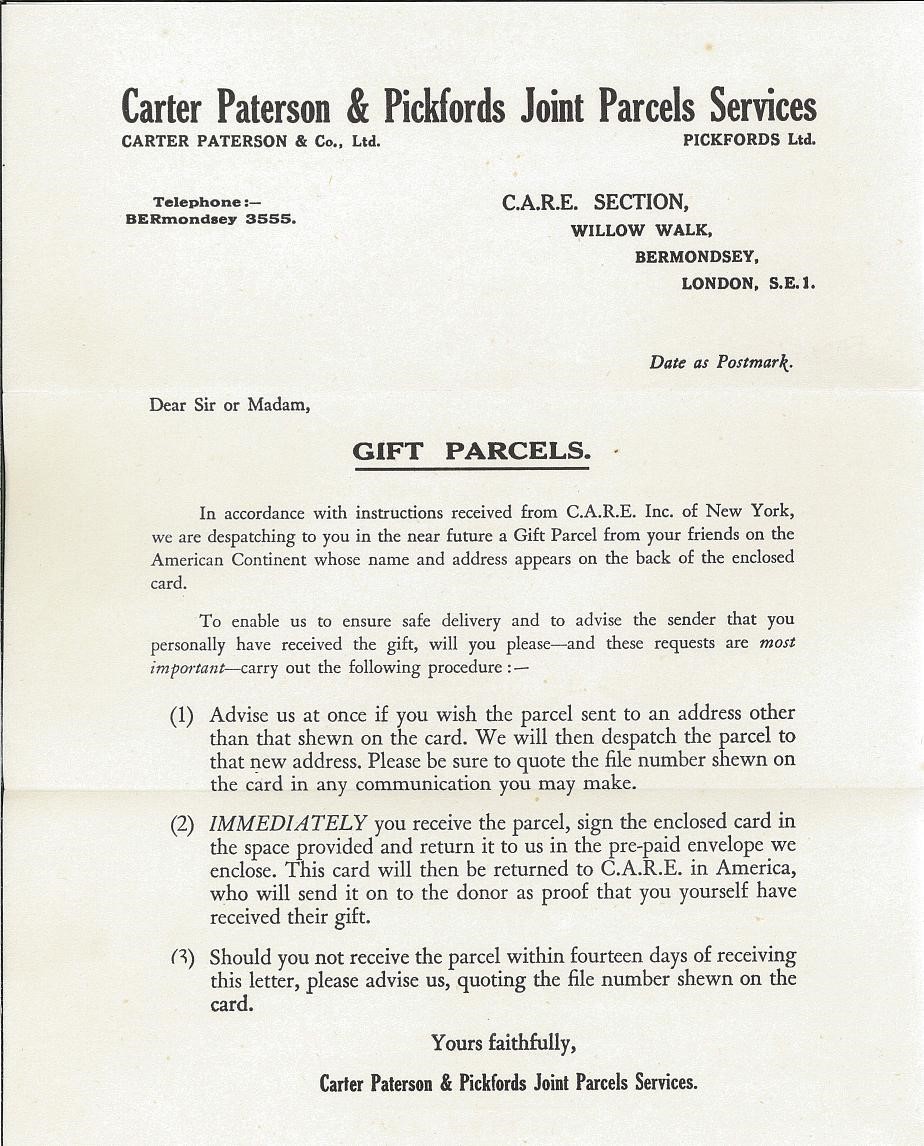 Carter Paterson & Pickfords Joint Parcels Services
CARTER PATERSON & Co., Ltd. PICKFORDS Ltd.
Telephone:—
BERmondsey 3555.
C.A.R.E. SECTION,
WILLOW WALK,
BERMONDSEY,
LONDON, S.E.1.
Date as Postmark.
Dear Sir or Madam,
GIFT PARCELS.
In accordance with instructions received from C.A.R.E. Inc. of New York,
we are despatching to you in the near future a Gift Parcel from your friends on the
American Continent whose name and address appears on the back of the enclosed
card.
To enable us to ensure safe delivery and to advise the sender that you
personally have received the gift, will you please—and these requests are most
important—carry out the following procedure :—
(1) Advise us at once if you wish the parcel sent to an address other
than that shewn on the card. We will then despatch the parcel to
that new address. Please be sure to quote the file number shewn on
the card in any communication you may make.
(2) IMMEDIATELY you receive the parcel, sign the enclosed card in
the space provided and return it to us in the pre-paid envelope we
enclose. This card will then be returned to C.A.R.E. in America,
who will send it on to the donor as proof that you yourself have
received their gift.
(3) Should you not receive the parcel within fourteen days of receiving
this letter, please advise us, quoting the file number shewn on the
card.
Yours faithfully,
Carter Paterson & Pickfords Joint Parcels Services.